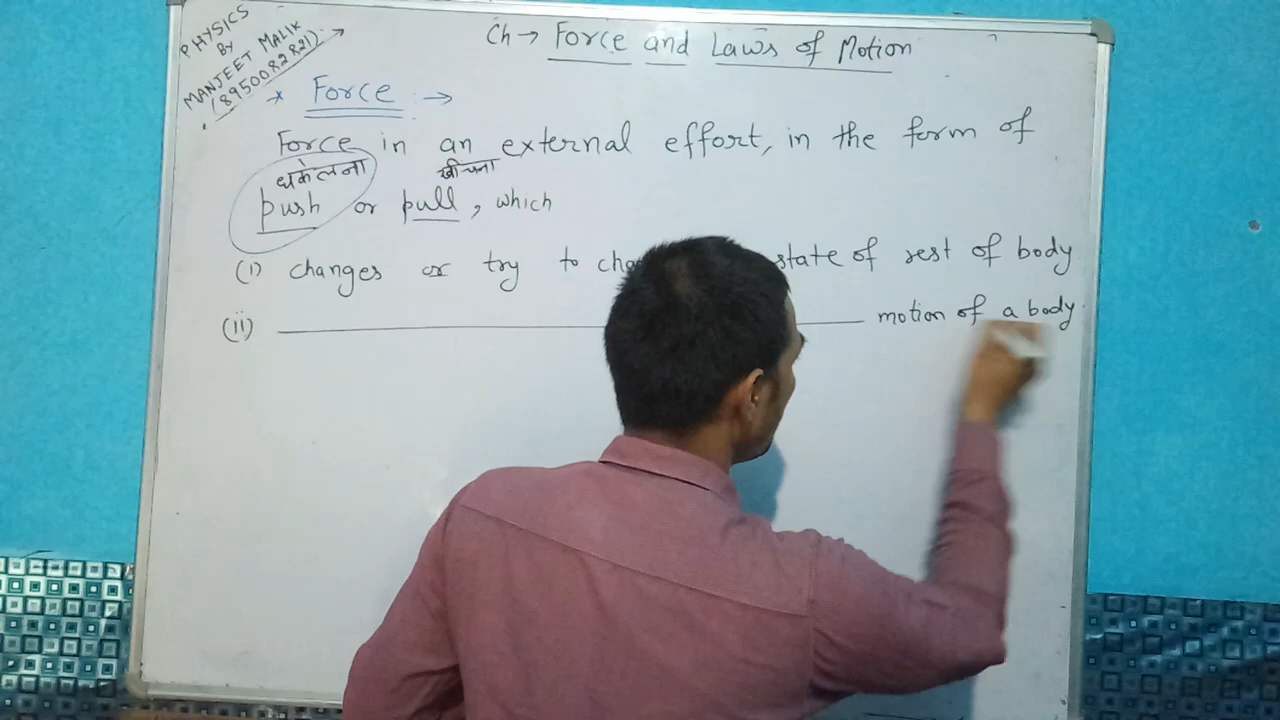 PHYSICS
BY
MANJEET MALIK
(8950082821)
Ch → Force and Laws of Motion
* Force : →
Force in an external effort, in the form of
धकेलना खीचना
push or pull, which
(i) changes or try to state of rest of body
(ii) motion of a body